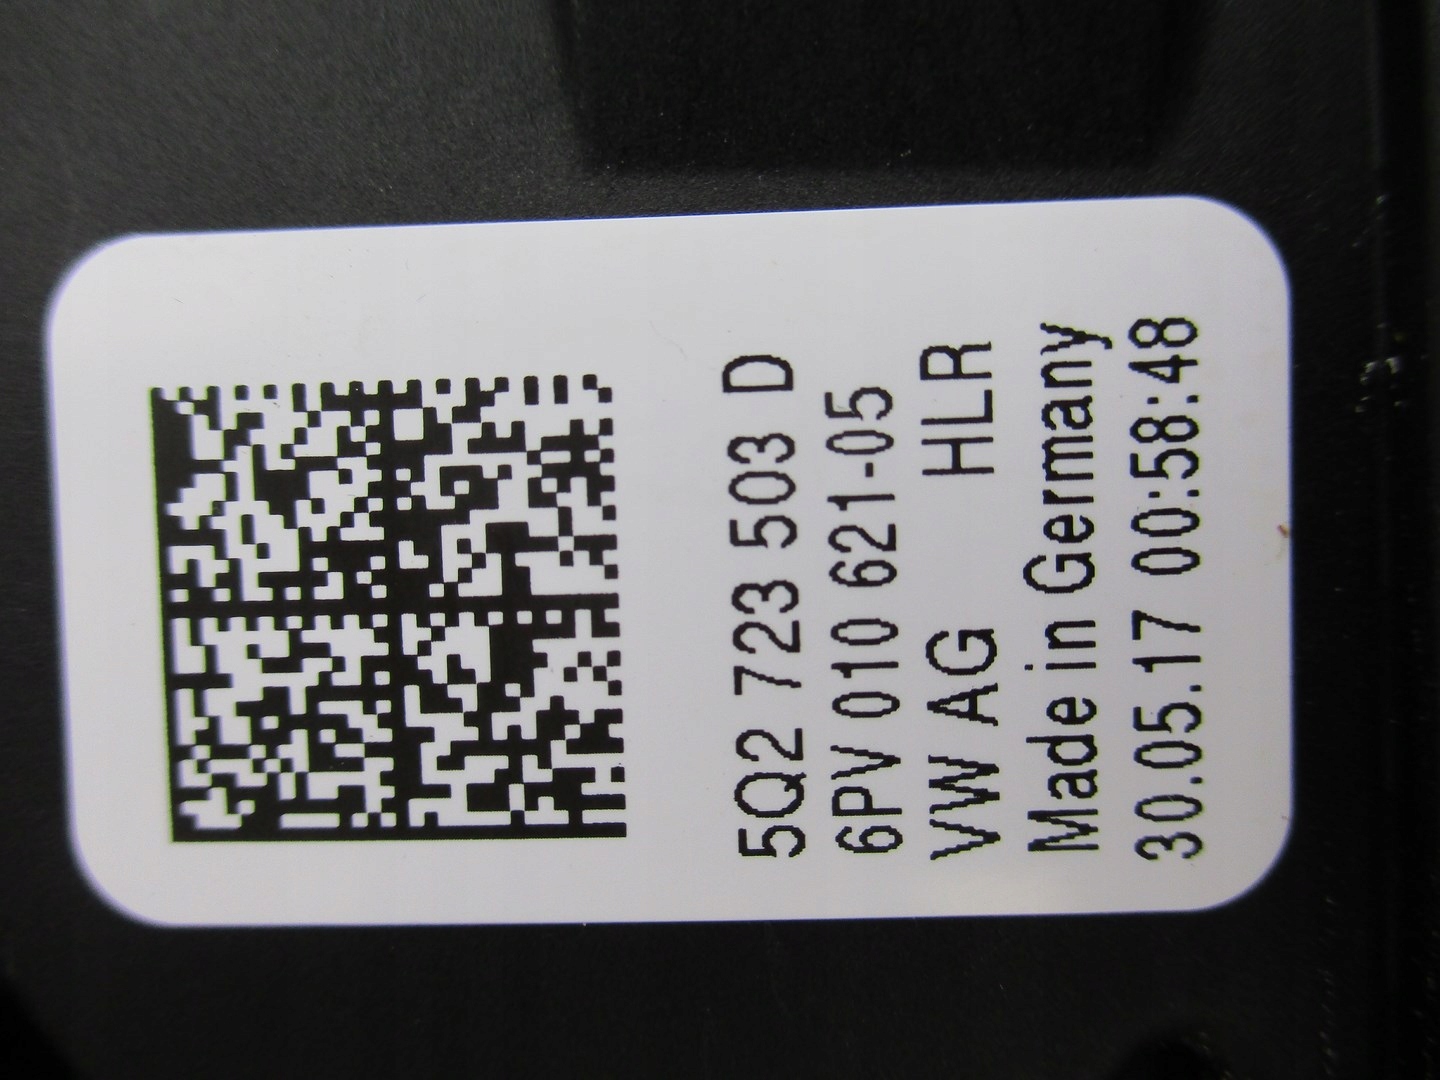 5Q2 723 503 D
6PV 010 621-05
VW AG HLR
Made in Germany
30.05.17 00:58:48